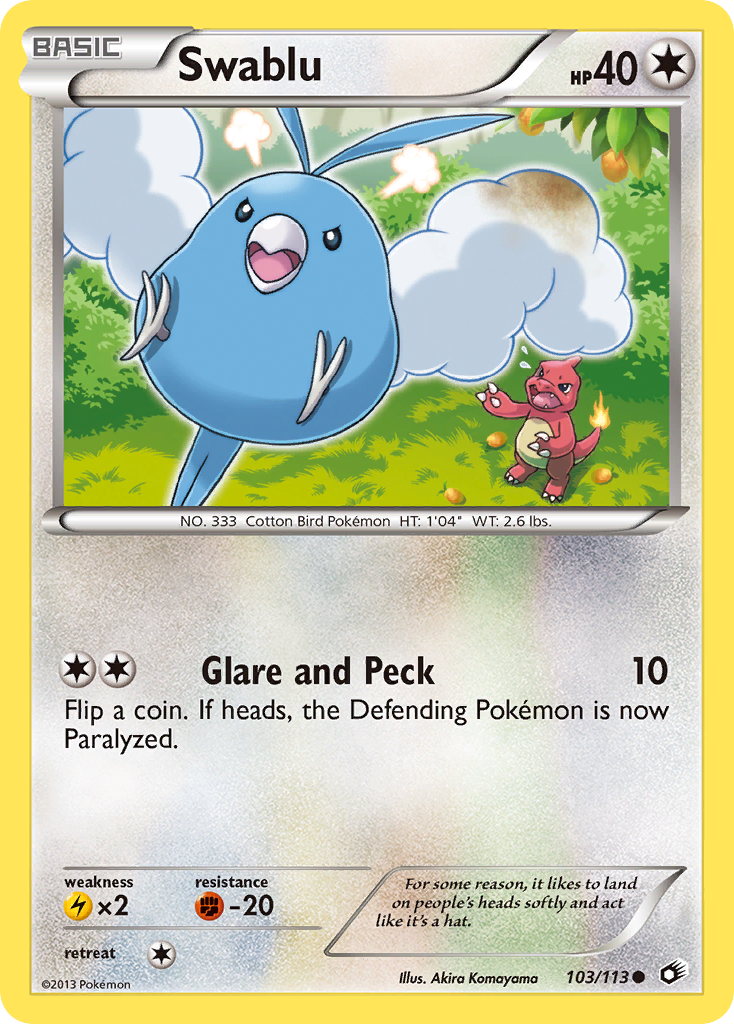 BASIC
Swablu
HP40
NO. 333 Cotton Bird Pokémon HT: 1'04" WT: 2.6 lbs.
Glare and Peck 10
Flip a coin. If heads, the Defending Pokémon is now
Paralyzed.
weakness
×2
resistance
-20
For some reason, it likes to land
on people's heads softly and act
like it's a hat.
retreat
©2013 Pokémon
Illus. Akira Komayama
103/113